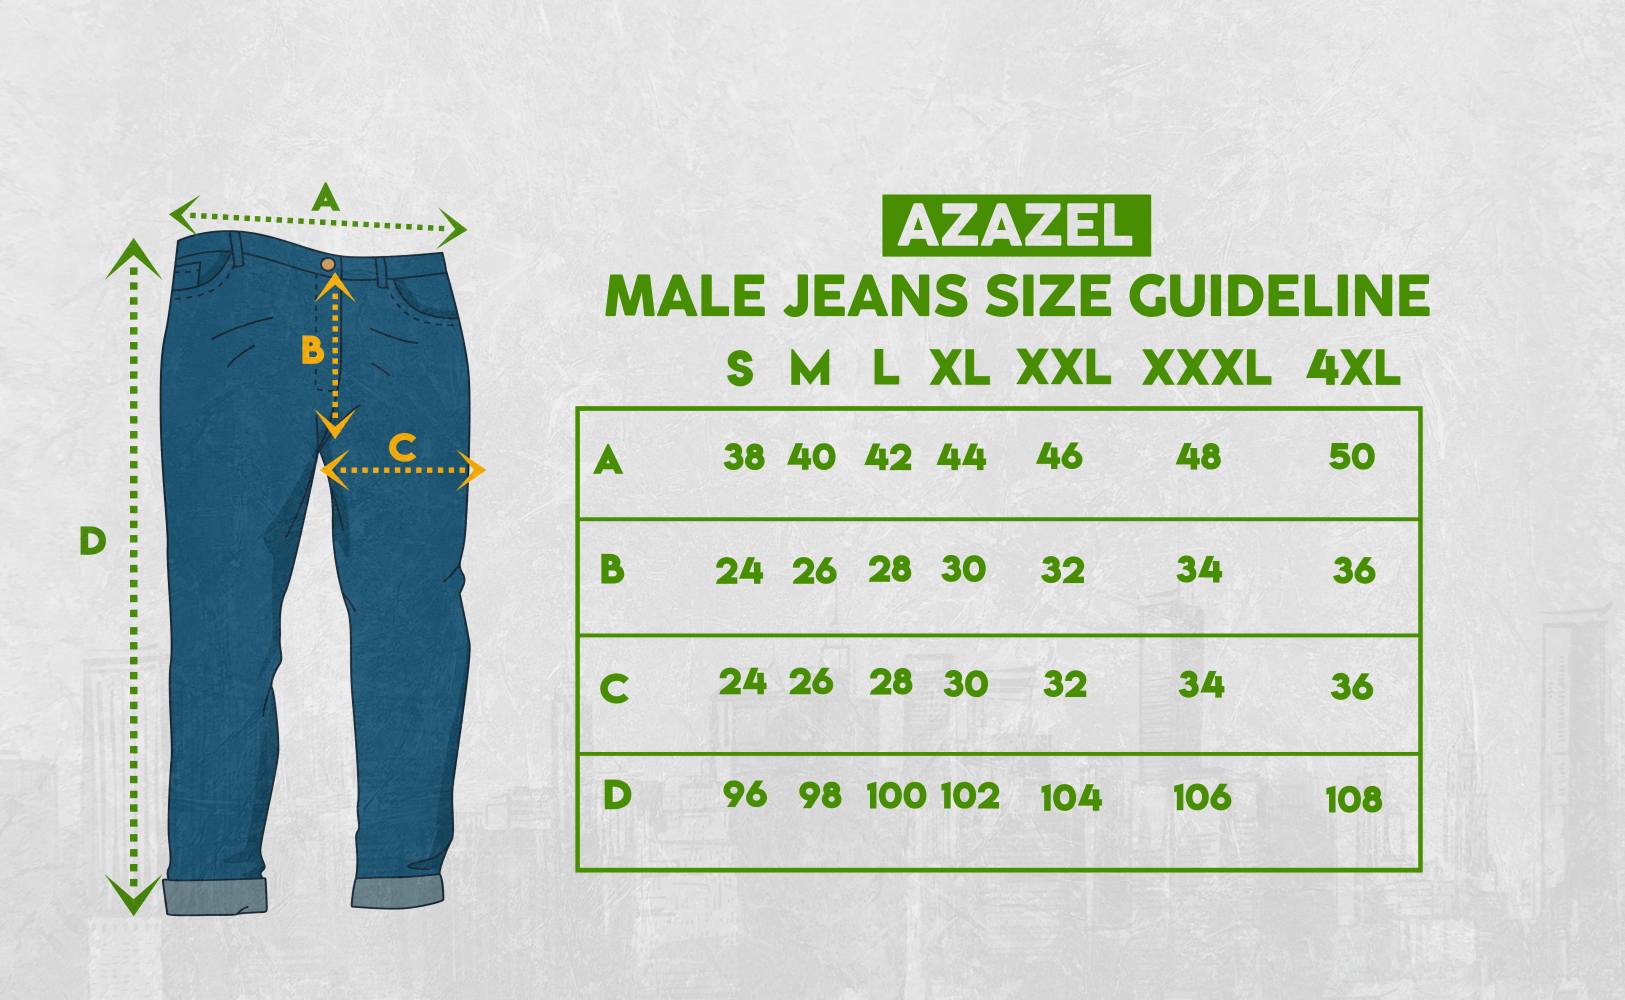 AZAZEL
MALE JEANS SIZE GUIDELINE
S M L XL XXL XXXL 4XL
A 38 40 42 44 46 48 50
B 24 26 28 30 32 34 36
C 24 26 28 30 32 34 36
D 96 98 100 102 104 106 108
A
B
C
D